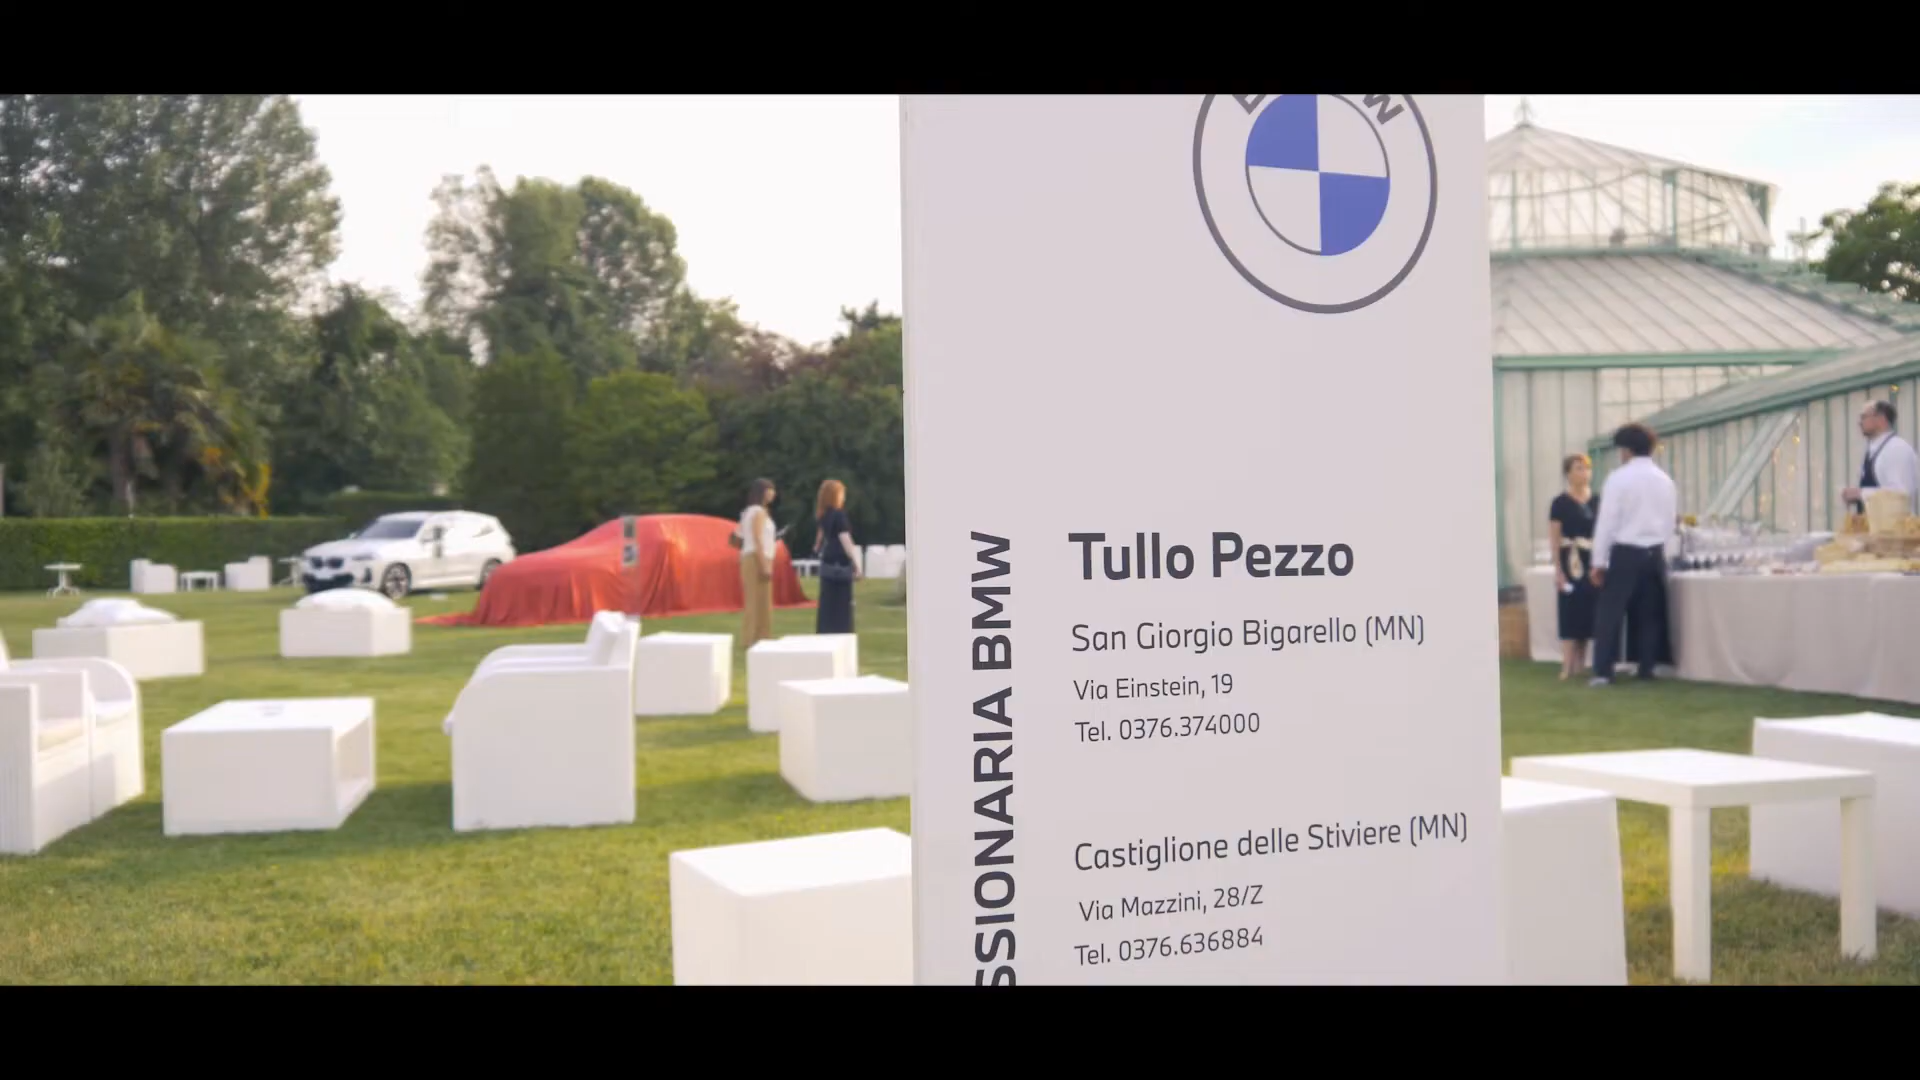 BMW
SSIONARIA BMW
Tullo Pezzo
San Giorgio Bigarello (MN)
Via Einstein, 19
Tel. 0376.374000
Castiglione delle Stiviere (MN)
Via Mazzini, 28/Z
Tel. 0376.636884